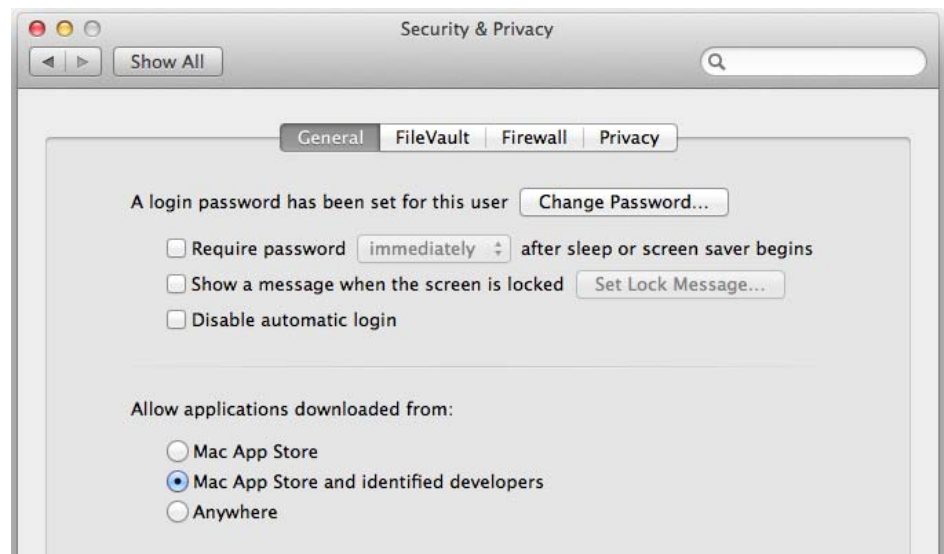 Security & Privacy
Show All
General FileVault Firewall Privacy
A login password has been set for this user Change Password...
Require password immediately after sleep or screen saver begins
Show a message when the screen is locked Set Lock Message...
Disable automatic login
Allow applications downloaded from:
Mac App Store
Mac App Store and identified developers
Anywhere